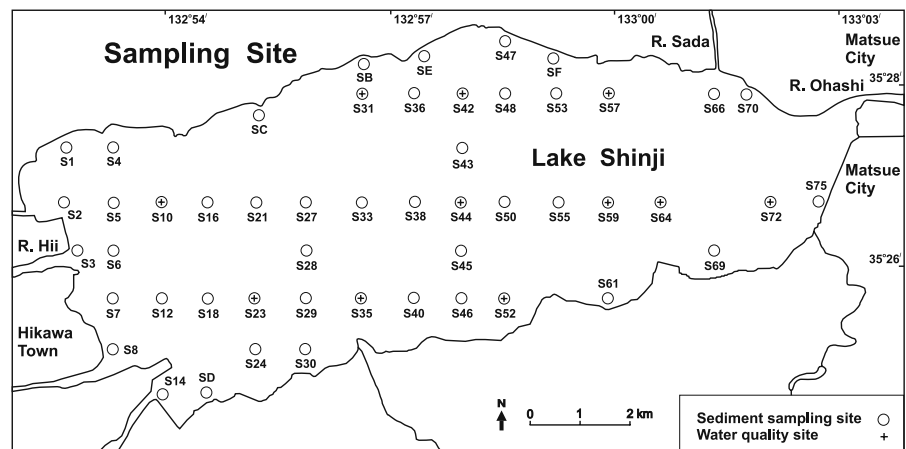 132°54′ 132°57′ 133°00′ 133°03′
Sampling Site
R. Sada
Matsue
City
S47
SE
SB
SF
35°28′
R. Ohashi
S31 S36 S42 S48 S53 S57 S66 S70
SC
S1 S4
S43
Lake Shinji
Matsue
City
S75
S2 S5 S10 S16 S21 S27 S33 S38 S44 S50 S55 S59 S64 S72
R. Hii
S3 S6 S28 S45 S69
35°26′
S61
S7 S12 S18 S23 S29 S35 S40 S46 S52
Hikawa
Town
S8
S24 S30
S14 SD
N
0 1 2 km
Sediment sampling site
Water quality site